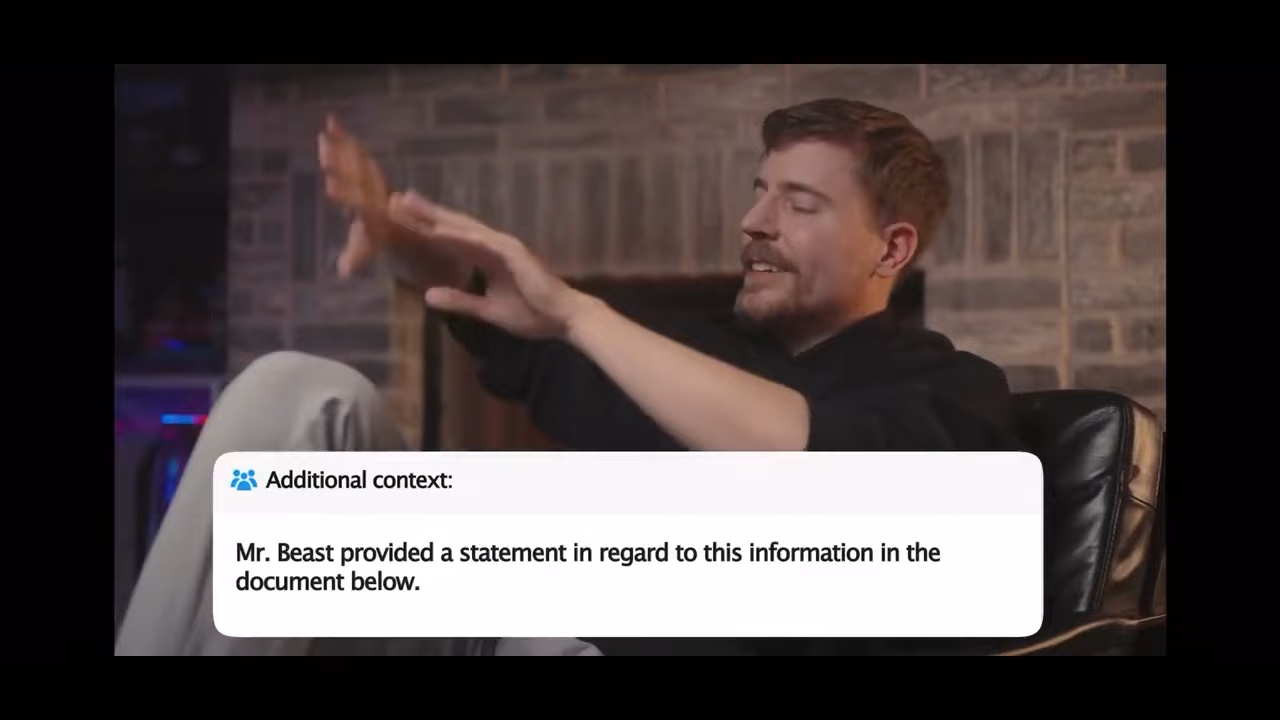 Additional context:
Mr. Beast provided a statement in regard to this information in the
document below.